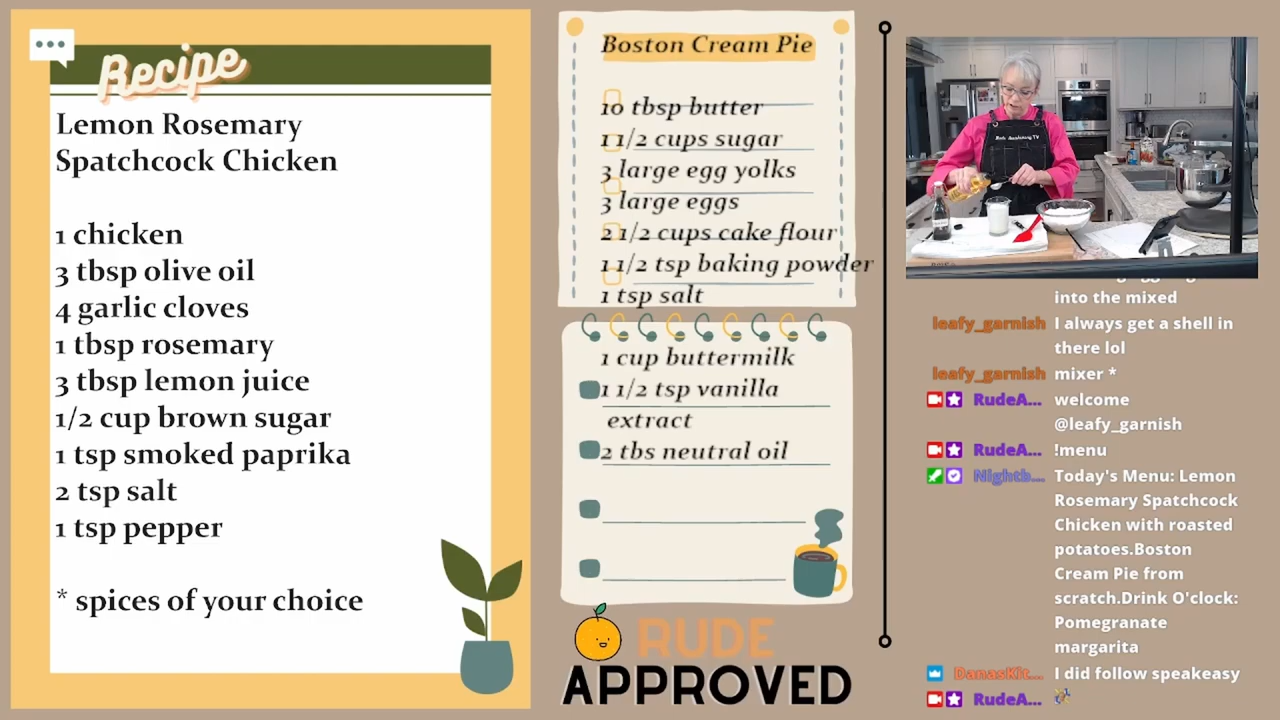 Recipe
Lemon Rosemary
Spatchcock Chicken
1 chicken
3 tbsp olive oil
4 garlic cloves
1 tbsp rosemary
3 tbsp lemon juice
1/2 cup brown sugar
1 tsp smoked paprika
2 tsp salt
1 tsp pepper
* spices of your choice
Boston Cream Pie
10 tbsp butter
1 1/2 cups sugar
3 large egg yolks
3 large eggs
2 1/2 cups cake flour
1 1/2 tsp baking powder
1 tsp salt
1 cup buttermilk
1 1/2 tsp vanilla
extract
2 tbs neutral oil
RUDE
APPROVED
into the mixed
leafy_garnish I always get a shell in
there lol
leafy_garnish mixer *
RudeA... welcome
@leafy_garnish
RudeA... !menu
Nightb... Today's Menu: Lemon
Rosemary Spatchcock
Chicken with roasted
potatoes.Boston
Cream Pie from
scratch.Drink O'clock:
Pomegranate
margarita
DanasKit... I did follow speakeasy
RudeA...